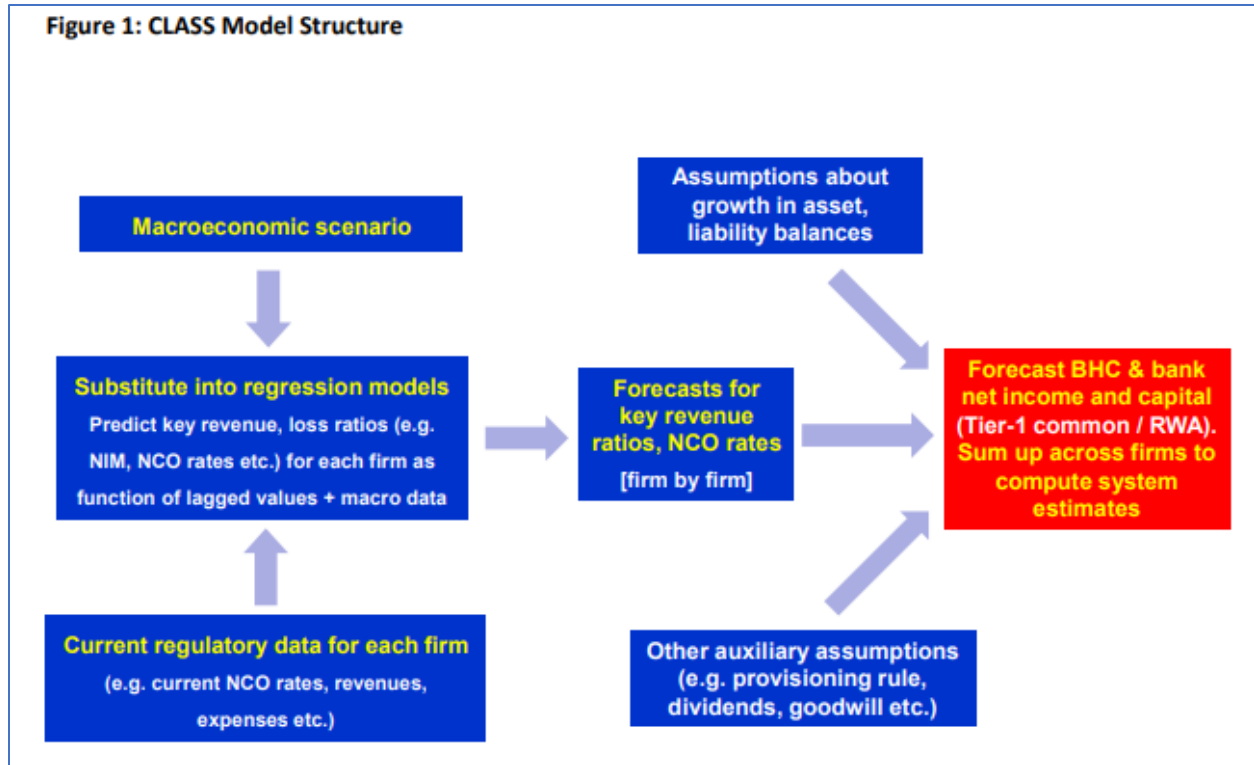 Figure 1: CLASS Model Structure
Macroeconomic scenario
Assumptions about
growth in asset,
liability balances
Substitute into regression models
Predict key revenue, loss ratios (e.g.
NIM, NCO rates etc.) for each firm as
function of lagged values + macro data
Forecasts for
key revenue
ratios, NCO rates
[firm by firm]
Forecast BHC & bank
net income and capital
(Tier-1 common / RWA).
Sum up across firms to
compute system
estimates
Current regulatory data for each firm
(e.g. current NCO rates, revenues,
expenses etc.)
Other auxiliary assumptions
(e.g. provisioning rule,
dividends, goodwill etc.)